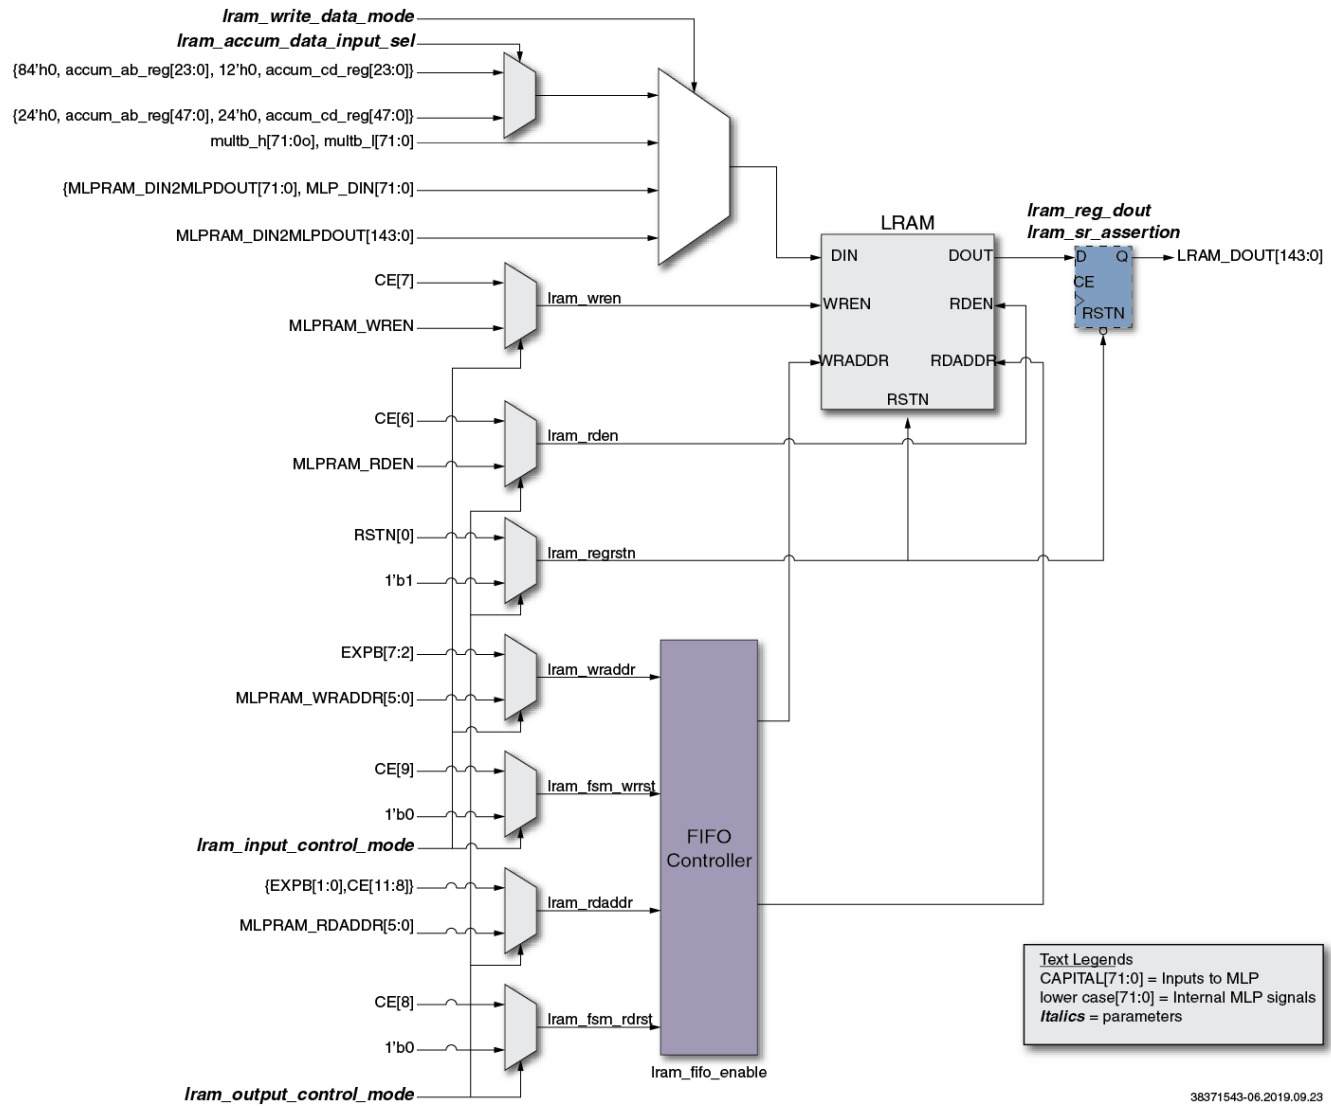 lram_write_data_mode
lram_accum_data_input_sel
{84'h0, accum_ab_reg[23:0], 12'h0, accum_cd_reg[23:0]}
{24'h0, accum_ab_reg[47:0], 24'h0, accum_cd_reg[47:0]}
multb_h[71:0o], multb_l[71:0]
{MLPRAM_DIN2MLPDOUT[71:0], MLP_DIN[71:0]
MLPRAM_DIN2MLPDOUT[143:0]
LRAM
DIN
DOUT
WREN
RDEN
WRADDR
RDADDR
RSTN
lram_reg_dout
lram_sr_assertion
D
Q
CE
RSTN
LRAM_DOUT[143:0]
CE[7]
lram_wren
MLPRAM_WREN
CE[6]
lram_rden
MLPRAM_RDEN
RSTN[0]
lram_regrstn
1'b1
EXPB[7:2]
lram_wraddr
MLPRAM_WRADDR[5:0]
CE[9]
lram_fsm_wrrst
1'b0
lram_input_control_mode
{EXPB[1:0],CE[11:8]}
lram_rdaddr
MLPRAM_RDADDR[5:0]
CE[8]
lram_fsm_rdrst
1'b0
lram_output_control_mode
FIFO
Controller
lram_fifo_enable
Text Legends
CAPITAL[71:0] = Inputs to MLP
lower case[71:0] = Internal MLP signals
Italics = parameters
38371543-06.2019.09.23